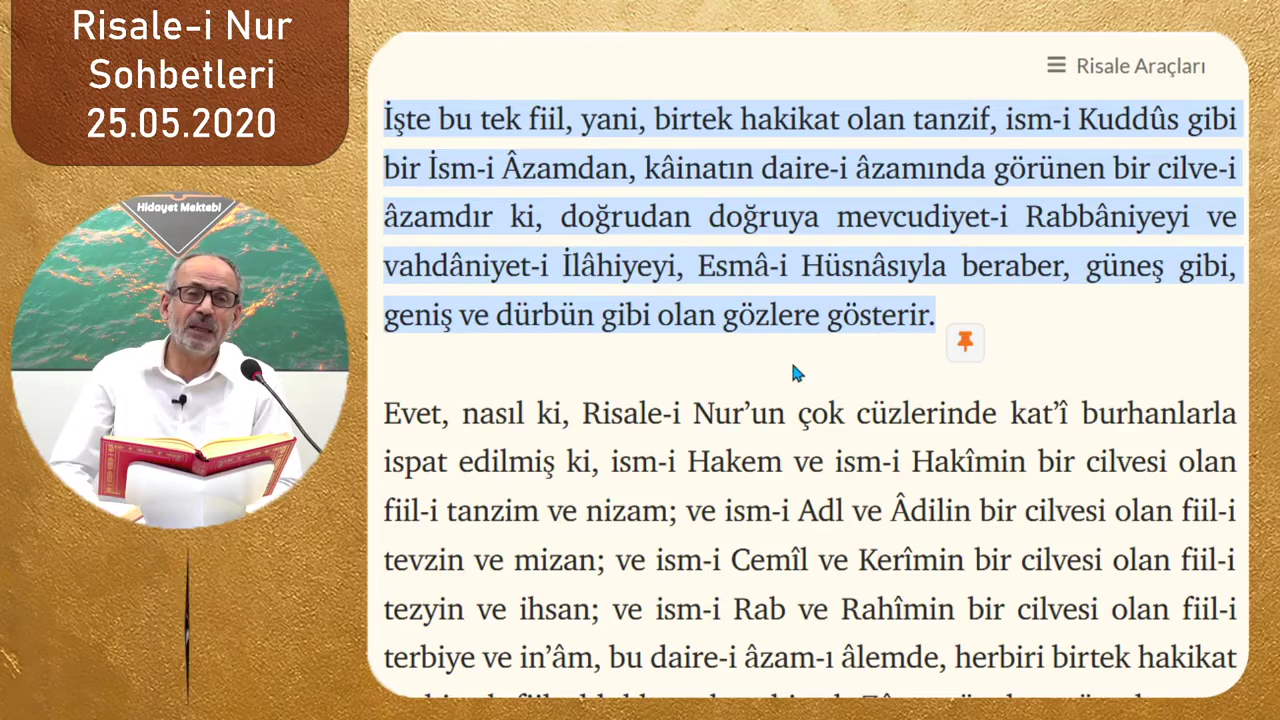 Risale-i Nur
Sohbetleri
25.05.2020
Hidayet Mektebi
Risale Araçları
İşte bu tek fiil, yani, birtek hakikat olan tanzif, ism-i Kuddûs gibi
bir İsm-i Âzamdan, kâinatın daire-i âzamında görünen bir cilve-i
âzamdır ki, doğrudan doğruya mevcudiyet-i Rabbâniyeyi ve
vahdâniyet-i İlâhiyeyi, Esmâ-i Hüsnâsıyla beraber, güneş gibi,
geniş ve dürbün gibi olan gözlere gösterir.
Evet, nasıl ki, Risale-i Nur’un çok cüzlerinde kat’î burhanlarla
ispat edilmiş ki, ism-i Hakem ve ism-i Hakîmin bir cilvesi olan
fiil-i tanzim ve nizam; ve ism-i Adl ve Âdilin bir cilvesi olan fiil-i
tevzin ve mizan; ve ism-i Cemîl ve Kerîmin bir cilvesi olan fiil-i
tezyin ve ihsan; ve ism-i Rab ve Rahîmin bir cilvesi olan fiil-i
terbiye ve in’âm, bu daire-i âzam-ı âlemde, herbiri birtek hakikat